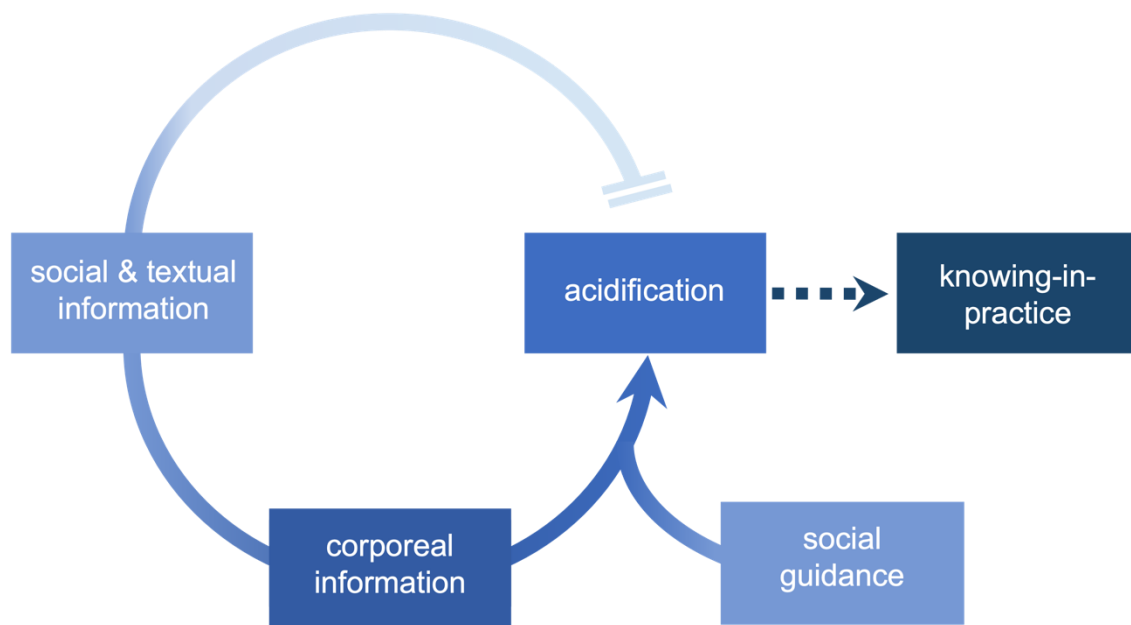 social & textual
information
acidification
knowing-in-
practice
corporeal
information
social
guidance